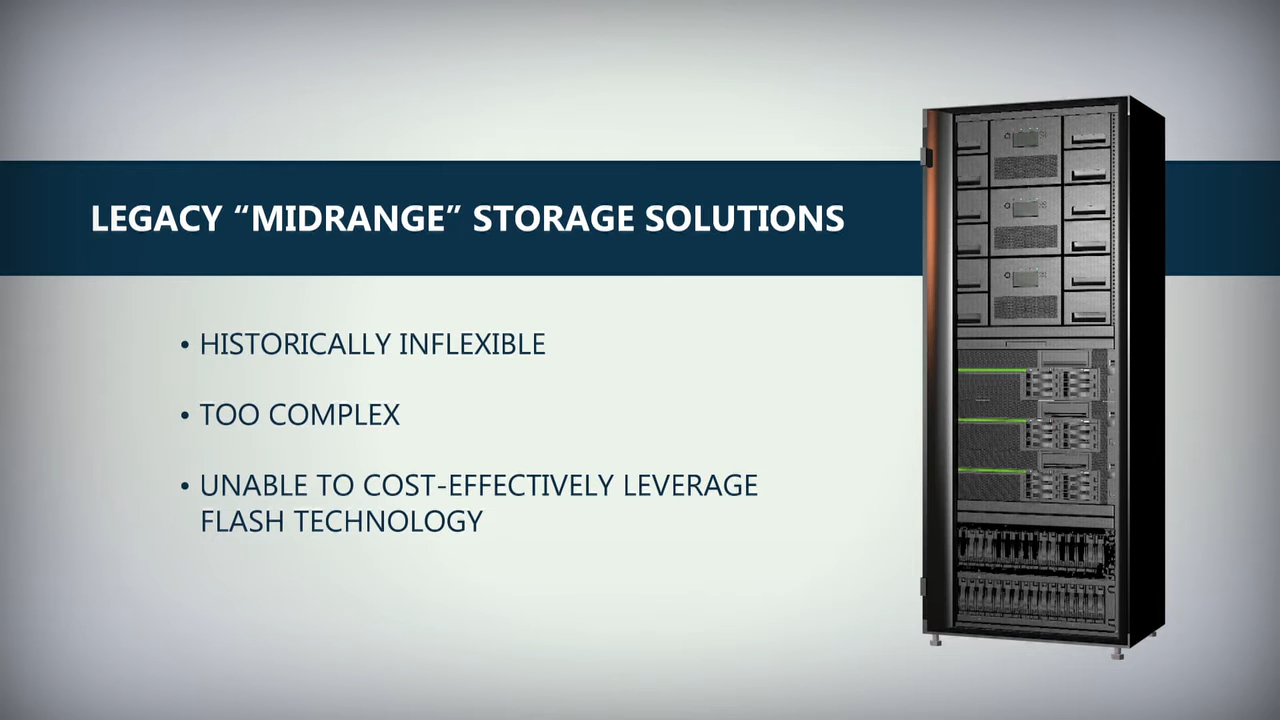 LEGACY “MIDRANGE” STORAGE SOLUTIONS
• HISTORICALLY INFLEXIBLE
• TOO COMPLEX
• UNABLE TO COST-EFFECTIVELY LEVERAGE
FLASH TECHNOLOGY